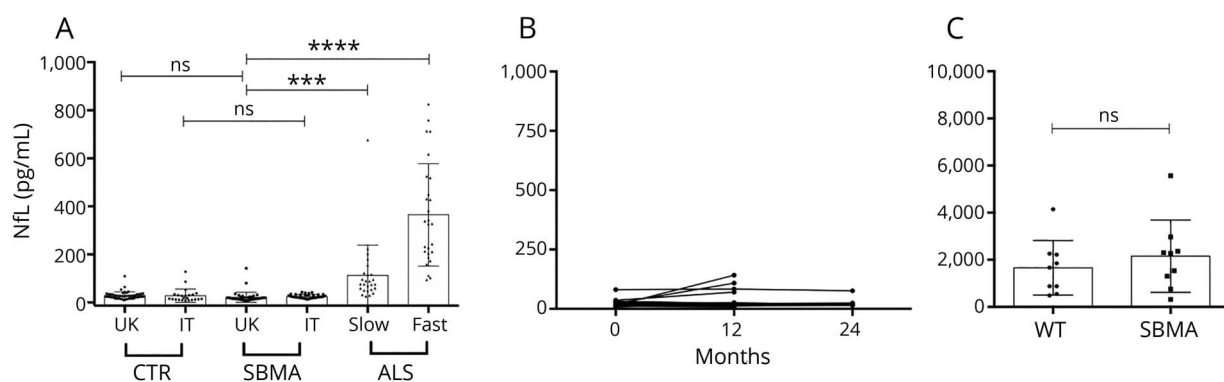 A
NfL (pg/mL)
1,000
800
600
400
200
0
ns
****
***
ns
UK IT UK IT Slow Fast
CTR SBMA ALS
B
1,000
750
500
250
0
0 12 24
Months
C
10,000
8,000
6,000
4,000
2,000
0
ns
WT SBMA